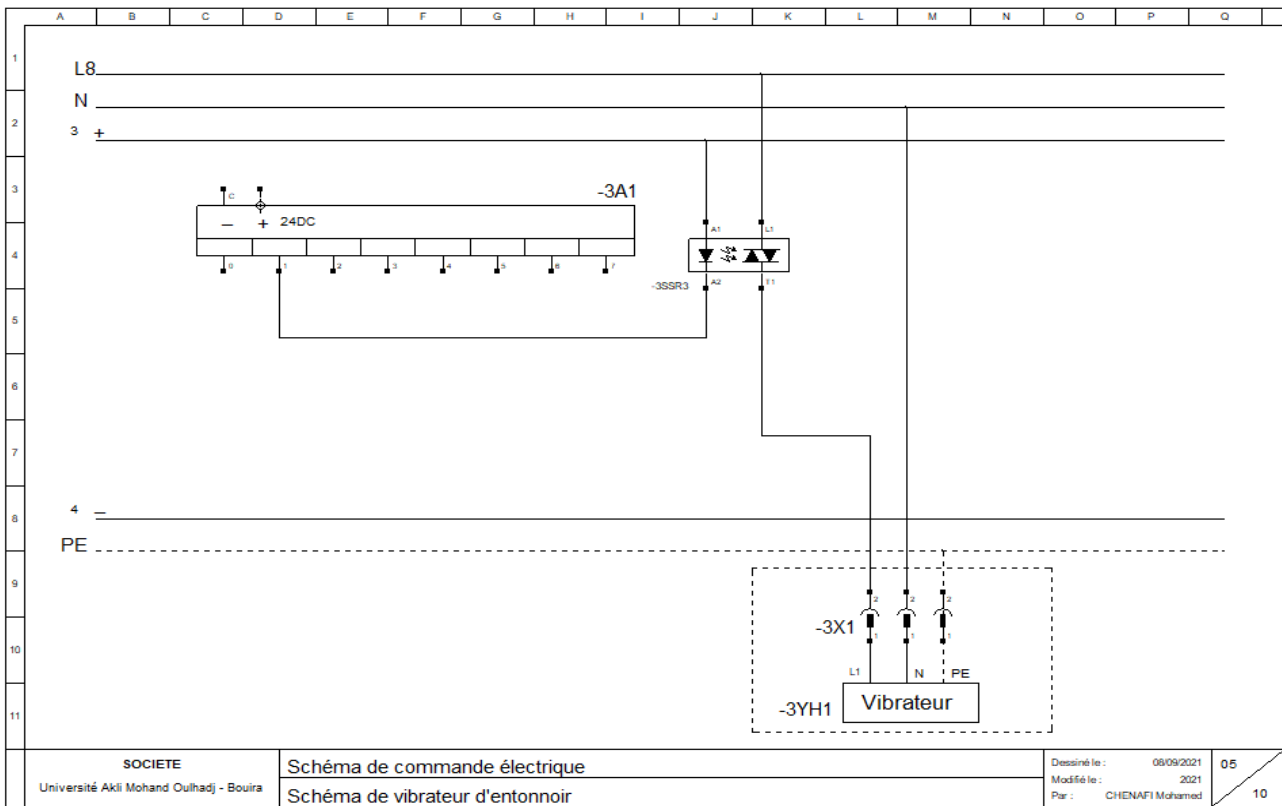 A B C D E F G H I J K L M N O P Q
1
L8
N
2
3 +
3
-3A1
C
− + 24DC
A1 L1
4
0 1 2 3 4 5 6 7
-3SSR3 A2 T1
5
6
7
4 −
8
PE
9
2 2 2
-3X1
1 1 1
10
L1 N PE
-3YH1 Vibrateur
11
SOCIETE
Université Akli Mohand Oulhadj - Bouira
Schéma de commande électrique
Schéma de vibrateur d'entonnoir
Dessiné le : 08/09/2021
Modifié le : 2021
Par : CHENAFI Mohamed
05
10